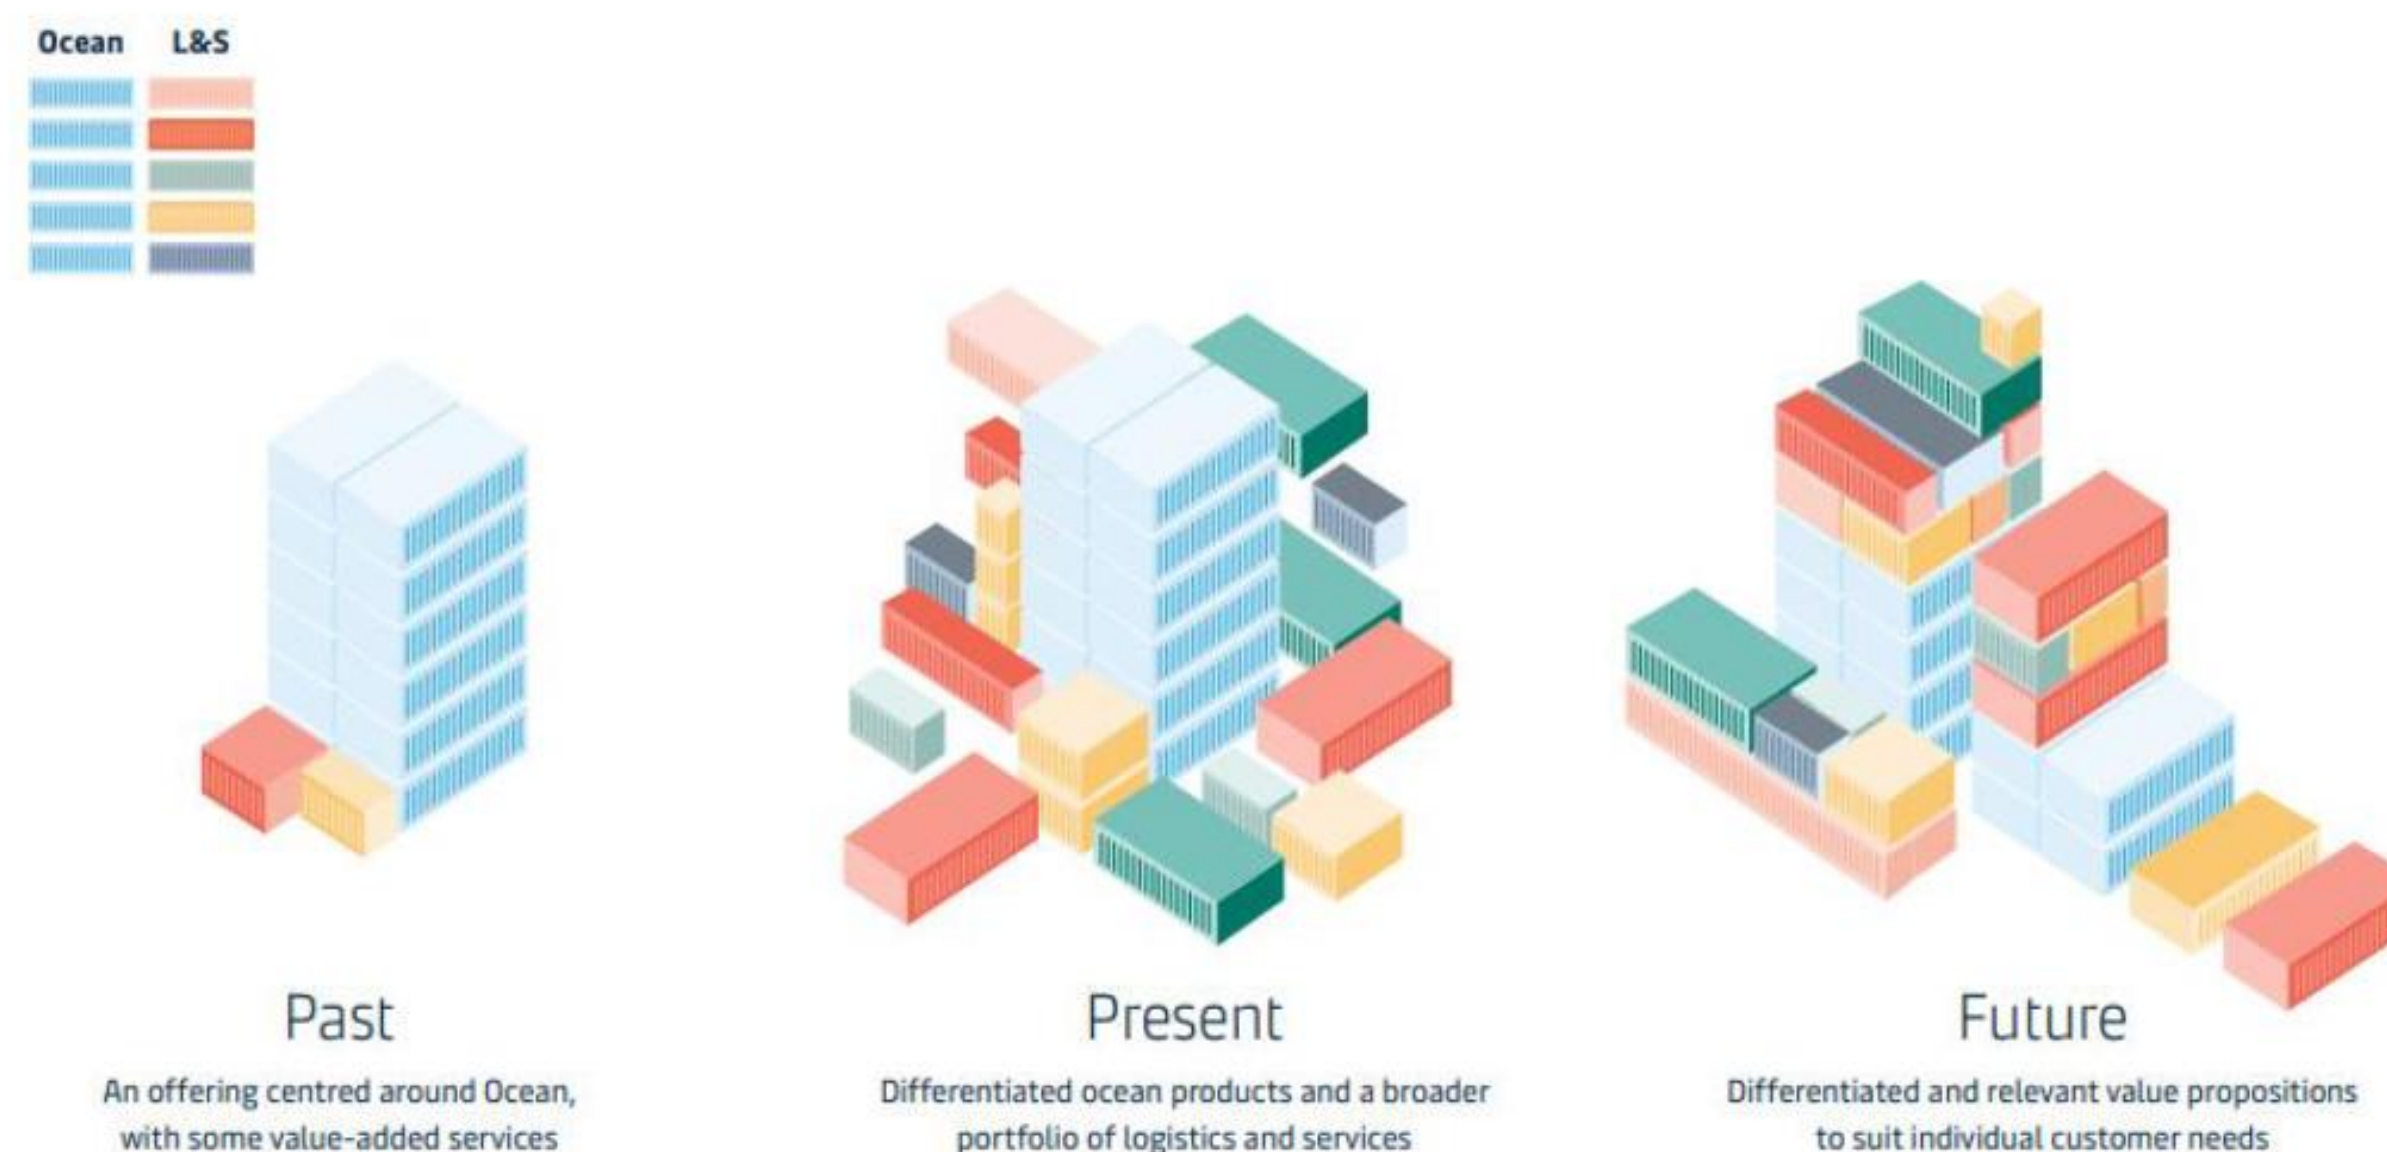 Ocean L&S
Past
An offering centred around Ocean,
with some value-added services
Present
Differentiated ocean products and a broader
portfolio of logistics and services
Future
Differentiated and relevant value propositions
to suit individual customer needs